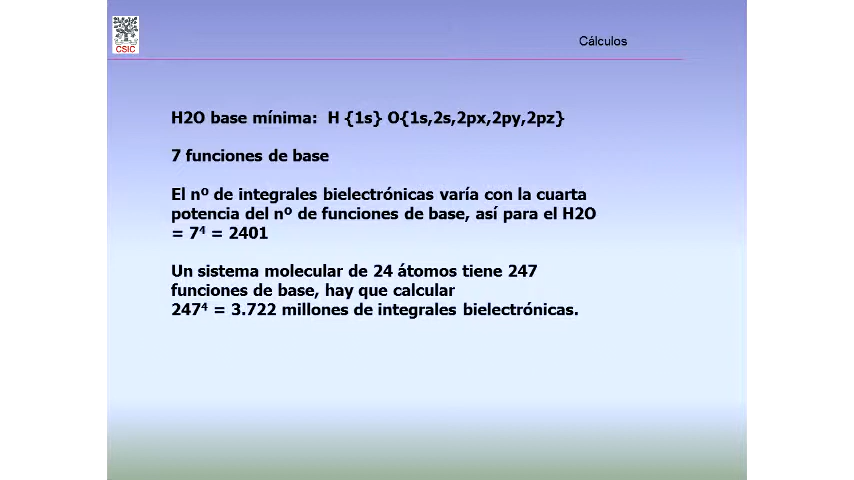 CSIC
Cálculos
H2O base mínima: H {1s} O{1s,2s,2px,2py,2pz}
7 funciones de base
El nº de integrales bielectrónicas varía con la cuarta
potencia del nº de funciones de base, así para el H2O
= 7⁴ = 2401
Un sistema molecular de 24 átomos tiene 247
funciones de base, hay que calcular
247⁴ = 3.722 millones de integrales bielectrónicas.